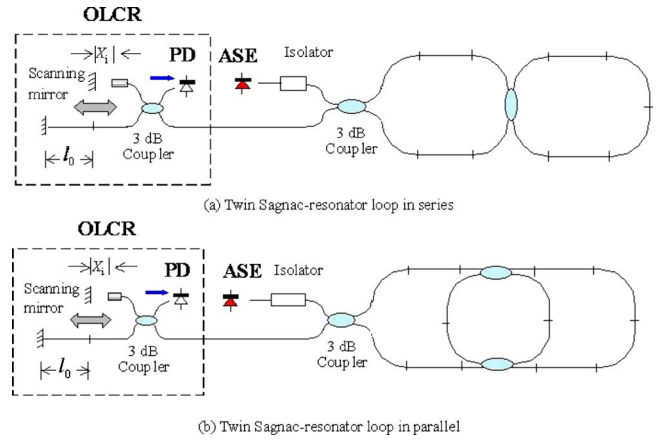 OLCR
|Xi|
PD
ASE
Isolator
Scanning
mirror
3 dB
Coupler
3 dB
Coupler
l0
(a) Twin Sagnac-resonator loop in series
OLCR
|Xi|
PD
ASE
Isolator
Scanning
mirror
3 dB
Coupler
3 dB
Coupler
l0
(b) Twin Sagnac-resonator loop in parallel